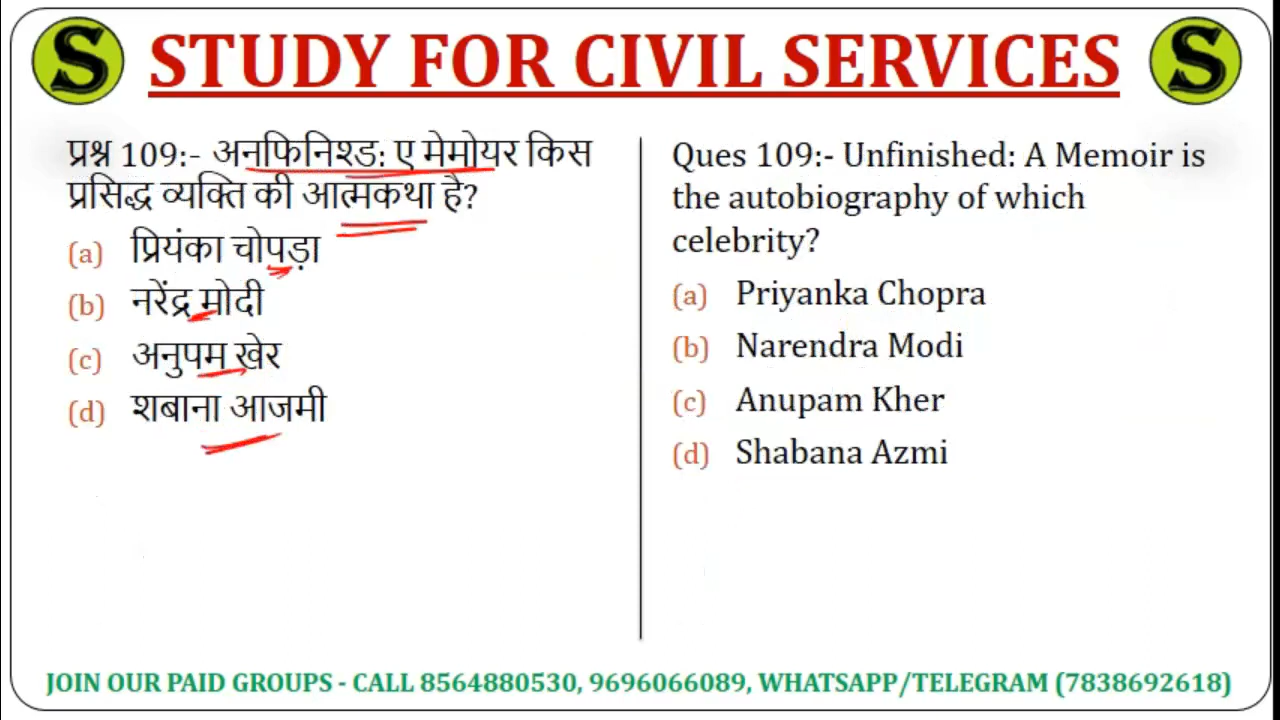 S STUDY FOR CIVIL SERVICES S
प्रश्न 109:- अनफिनिश्ड: ए मेमोयर किस
प्रसिद्ध व्यक्ति की आत्मकथा है?
(a) प्रियंका चोपड़ा
(b) नरेंद्र मोदी
(c) अनुपम खेर
(d) शबाना आजमी
Ques 109:- Unfinished: A Memoir is
the autobiography of which
celebrity?
(a) Priyanka Chopra
(b) Narendra Modi
(c) Anupam Kher
(d) Shabana Azmi
JOIN OUR PAID GROUPS - CALL 8564880530, 9696066089, WHATSAPP/TELEGRAM (7838692618)